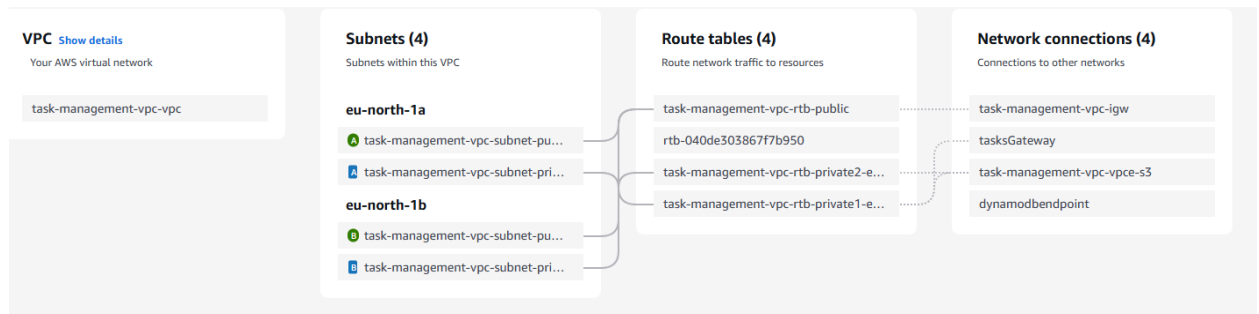 VPC Show details
Your AWS virtual network
task-management-vpc-vpc
Subnets (4)
Subnets within this VPC
eu-north-1a
A task-management-vpc-subnet-pu...
A task-management-vpc-subnet-pri...
eu-north-1b
B task-management-vpc-subnet-pu...
B task-management-vpc-subnet-pri...
Route tables (4)
Route network traffic to resources
task-management-vpc-rtb-public
rtb-040de303867f7b950
task-management-vpc-rtb-private2-e...
task-management-vpc-rtb-private1-e...
Network connections (4)
Connections to other networks
task-management-vpc-igw
tasksGateway
task-management-vpc-vpce-s3
dynamodbendpoint